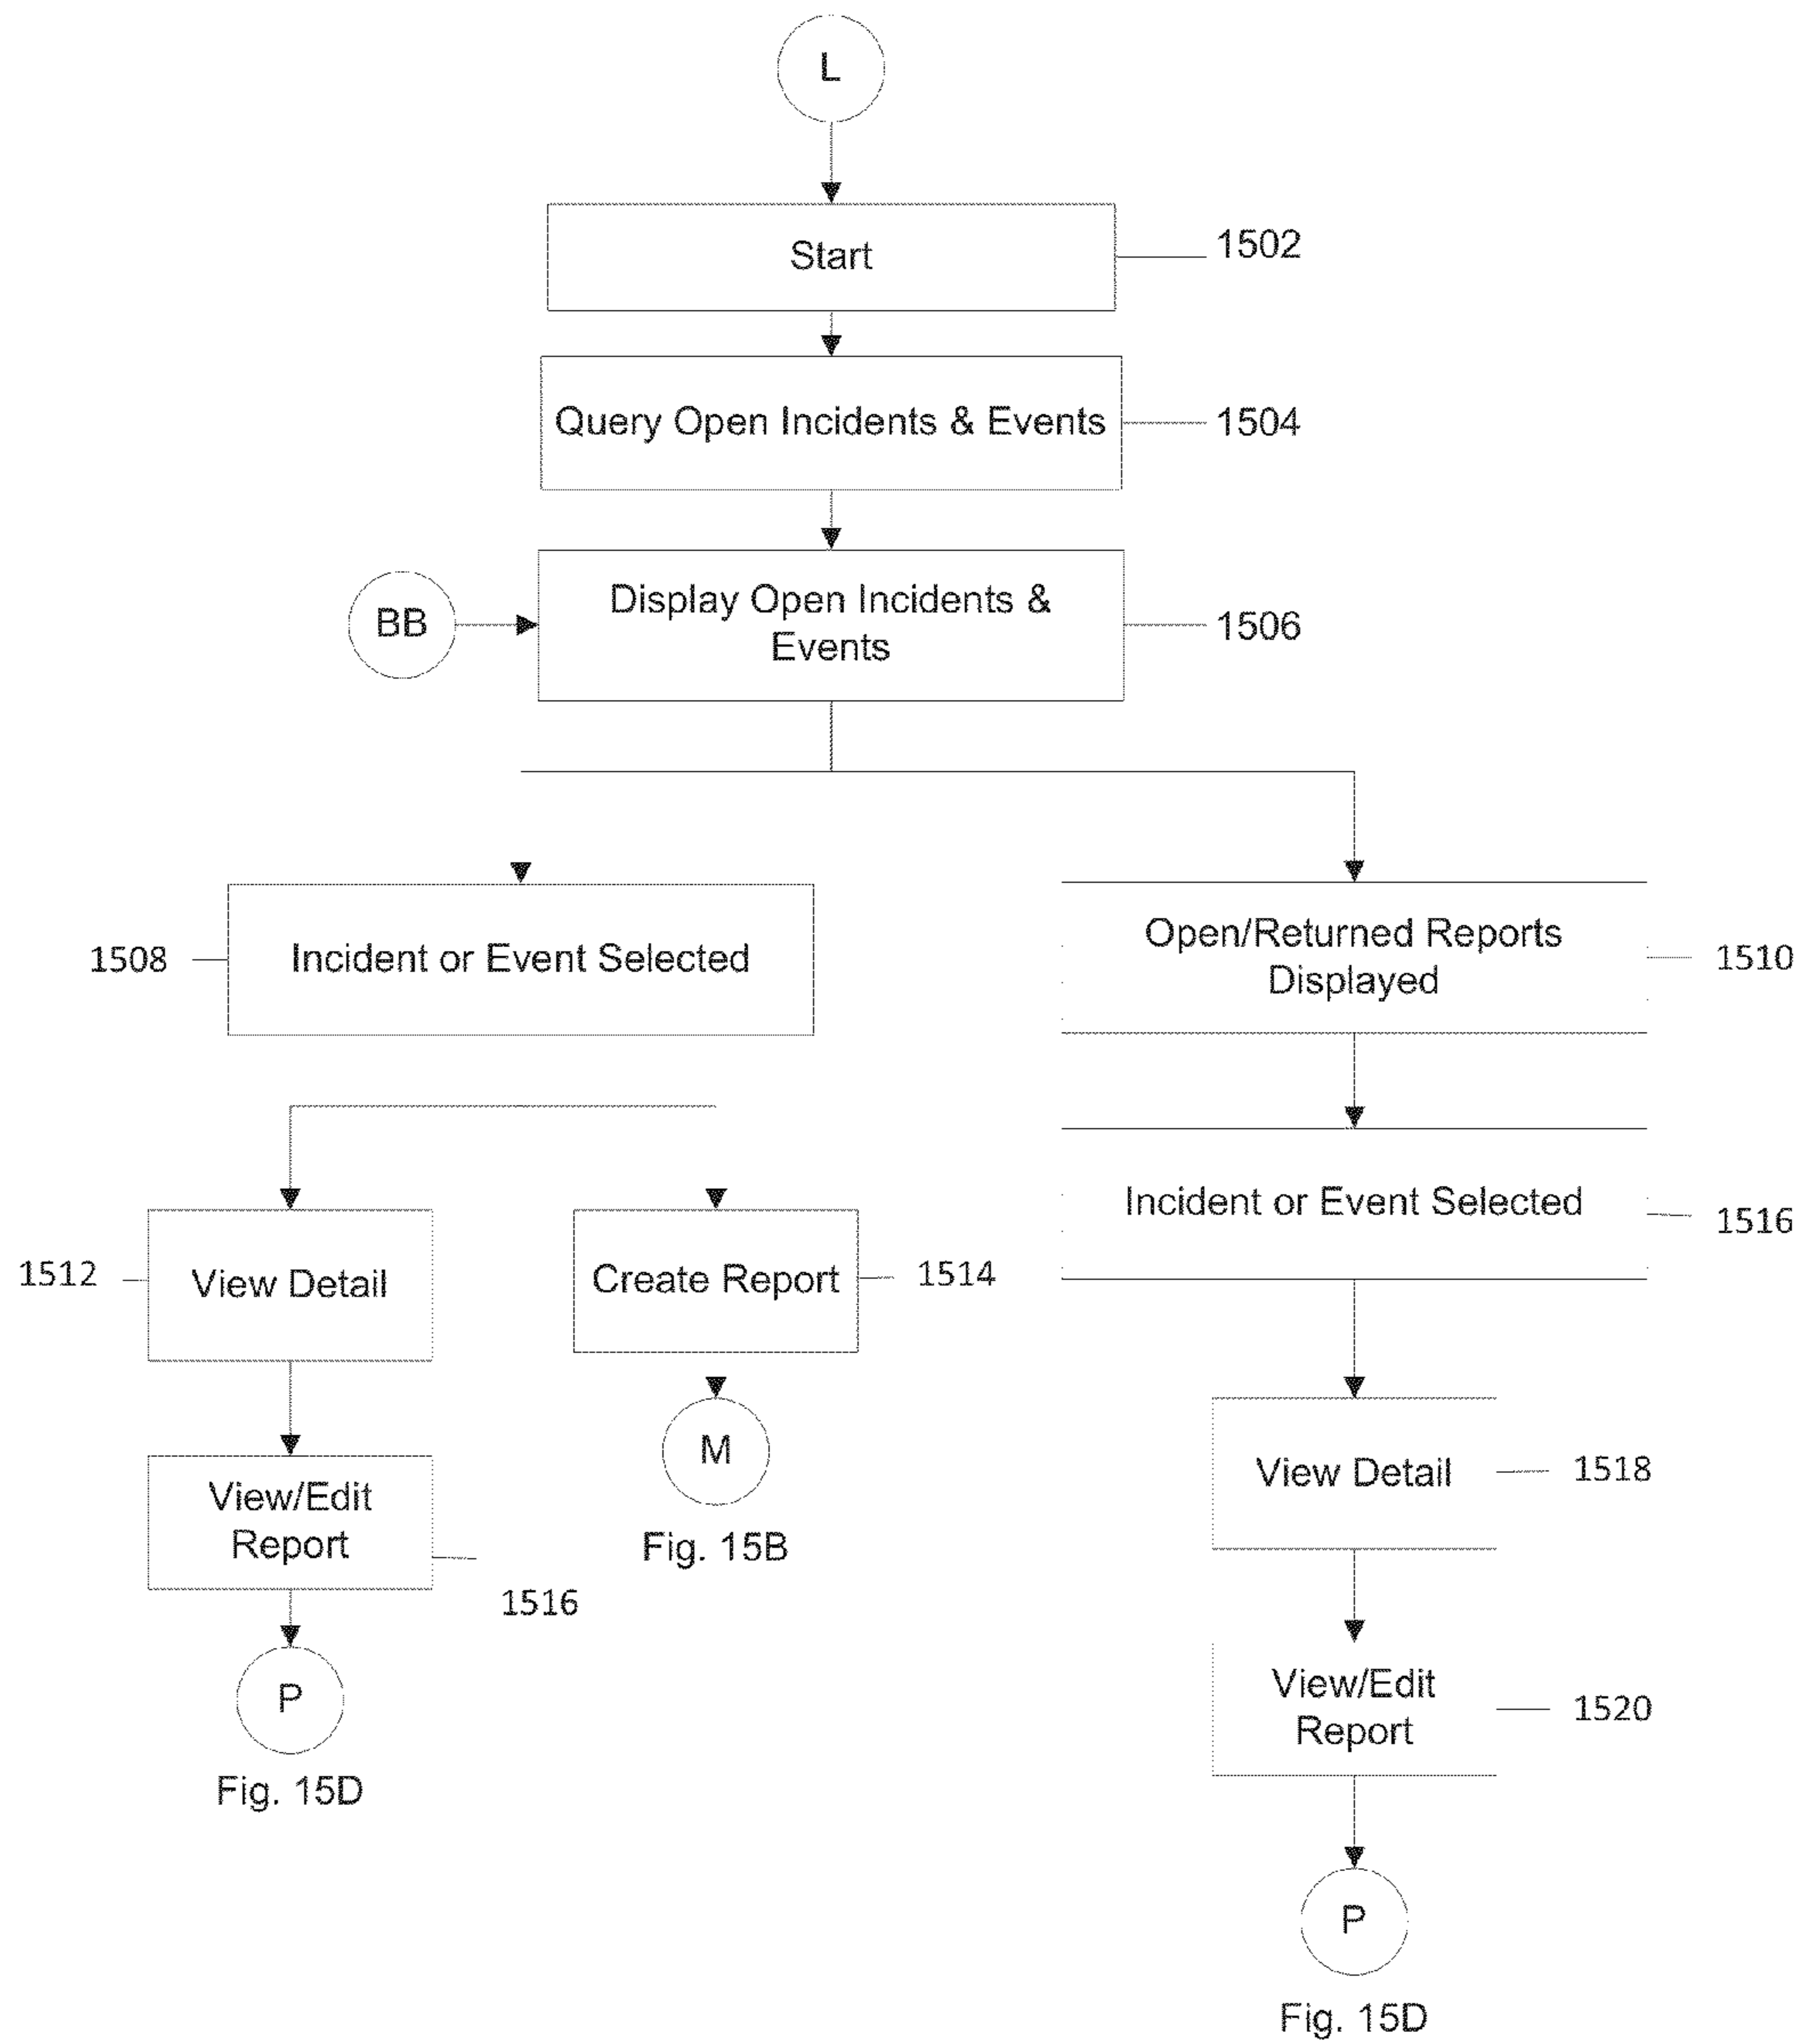 L
Start
1502
Query Open Incidents & Events
1504
BB
Display Open Incidents &
Events
1506
1508
Incident or Event Selected
Open/Returned Reports
Displayed
1510
Incident or Event Selected
1516
1512
View Detail
Create Report
1514
View/Edit
Report
1516
M
Fig. 15B
View Detail
1518
P
Fig. 15D
View/Edit
Report
1520
P
Fig. 15D